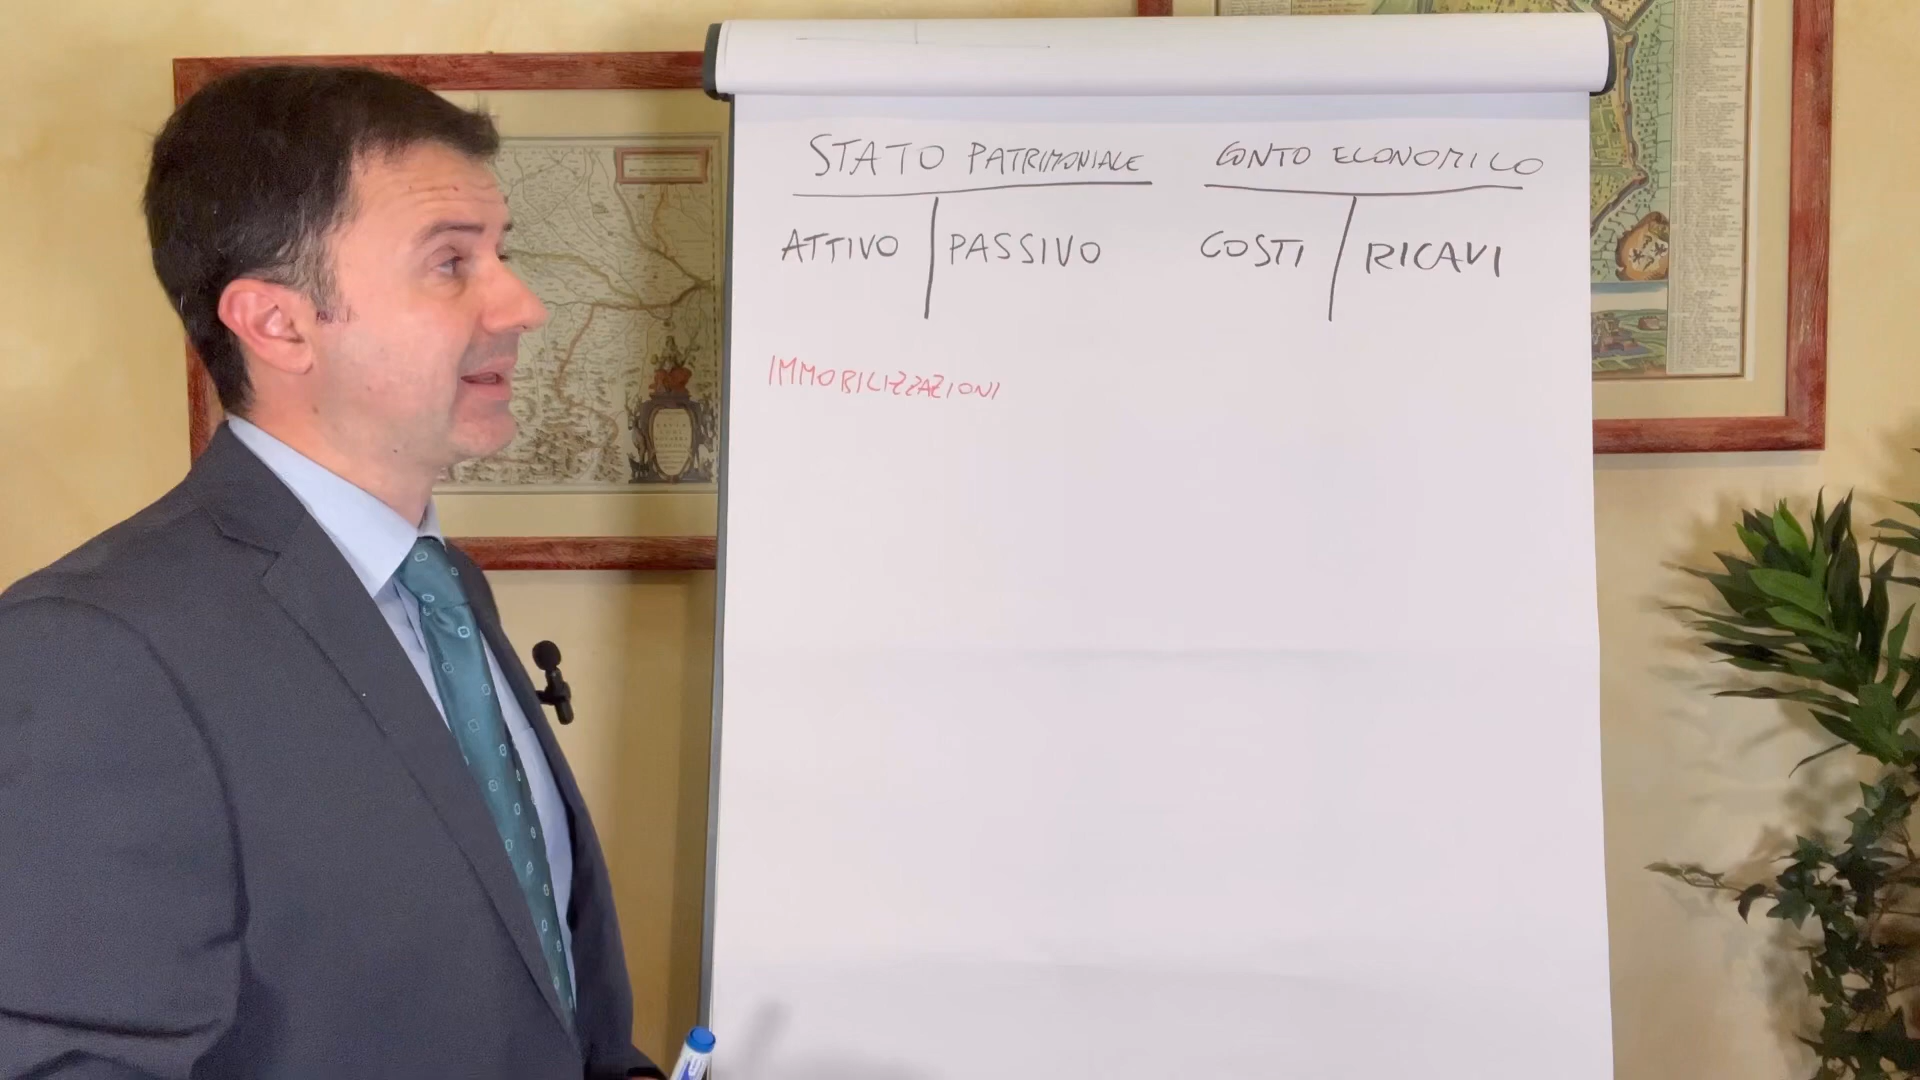 STATO PATRIMONIALE
CONTO ECONOMICO
ATTIVO
PASSIVO
COSTI
RICAVI
IMMOBILIZZAZIONI